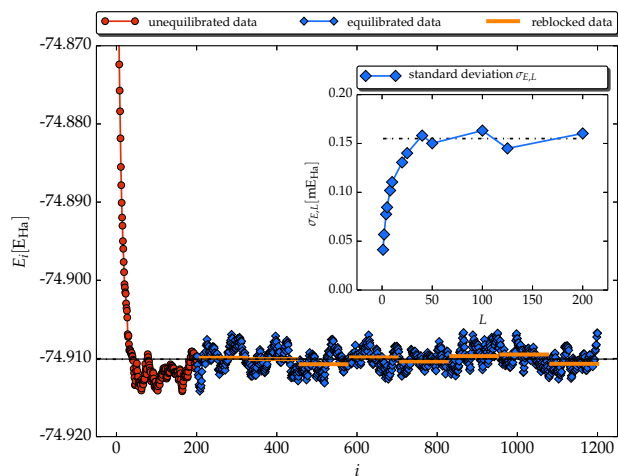 unequilibrated data
equilibrated data
reblocked data
-74.870
-74.880
-74.890
-74.900
-74.910
-74.920
E_i[E_Ha]
0
200
400
600
800
1000
1200
i
standard deviation σ_E,L
0.20
0.15
0.10
0.05
0.00
σ_E,L[mE_Ha]
0
50
100
150
200
L